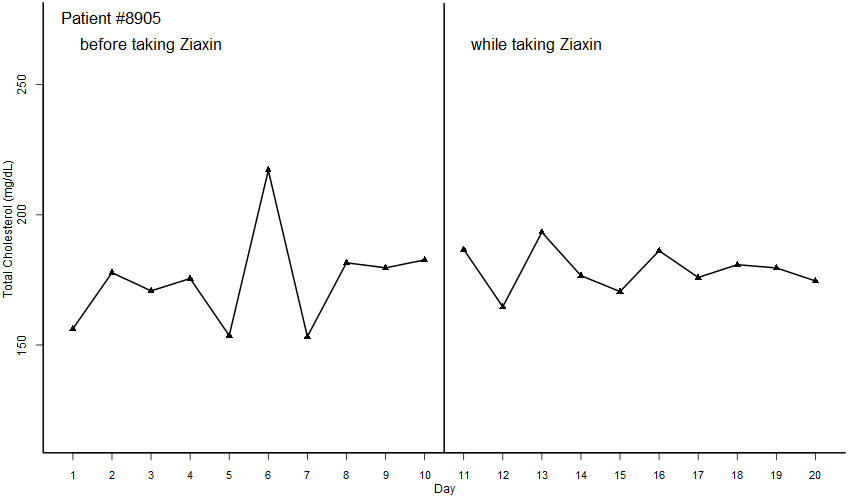 Patient #8905
before taking Ziaxin
while taking Ziaxin
Total Cholesterol (mg/dL)
250
200
150
1 2 3 4 5 6 7 8 9 10 11 12 13 14 15 16 17 18 19 20
Day